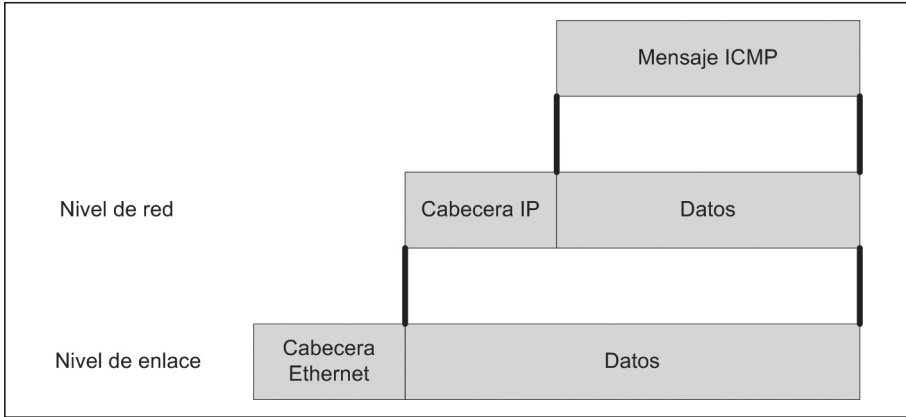 Mensaje ICMP
Nivel de red
Cabecera IP
Datos
Nivel de enlace
Cabecera
Ethernet
Datos